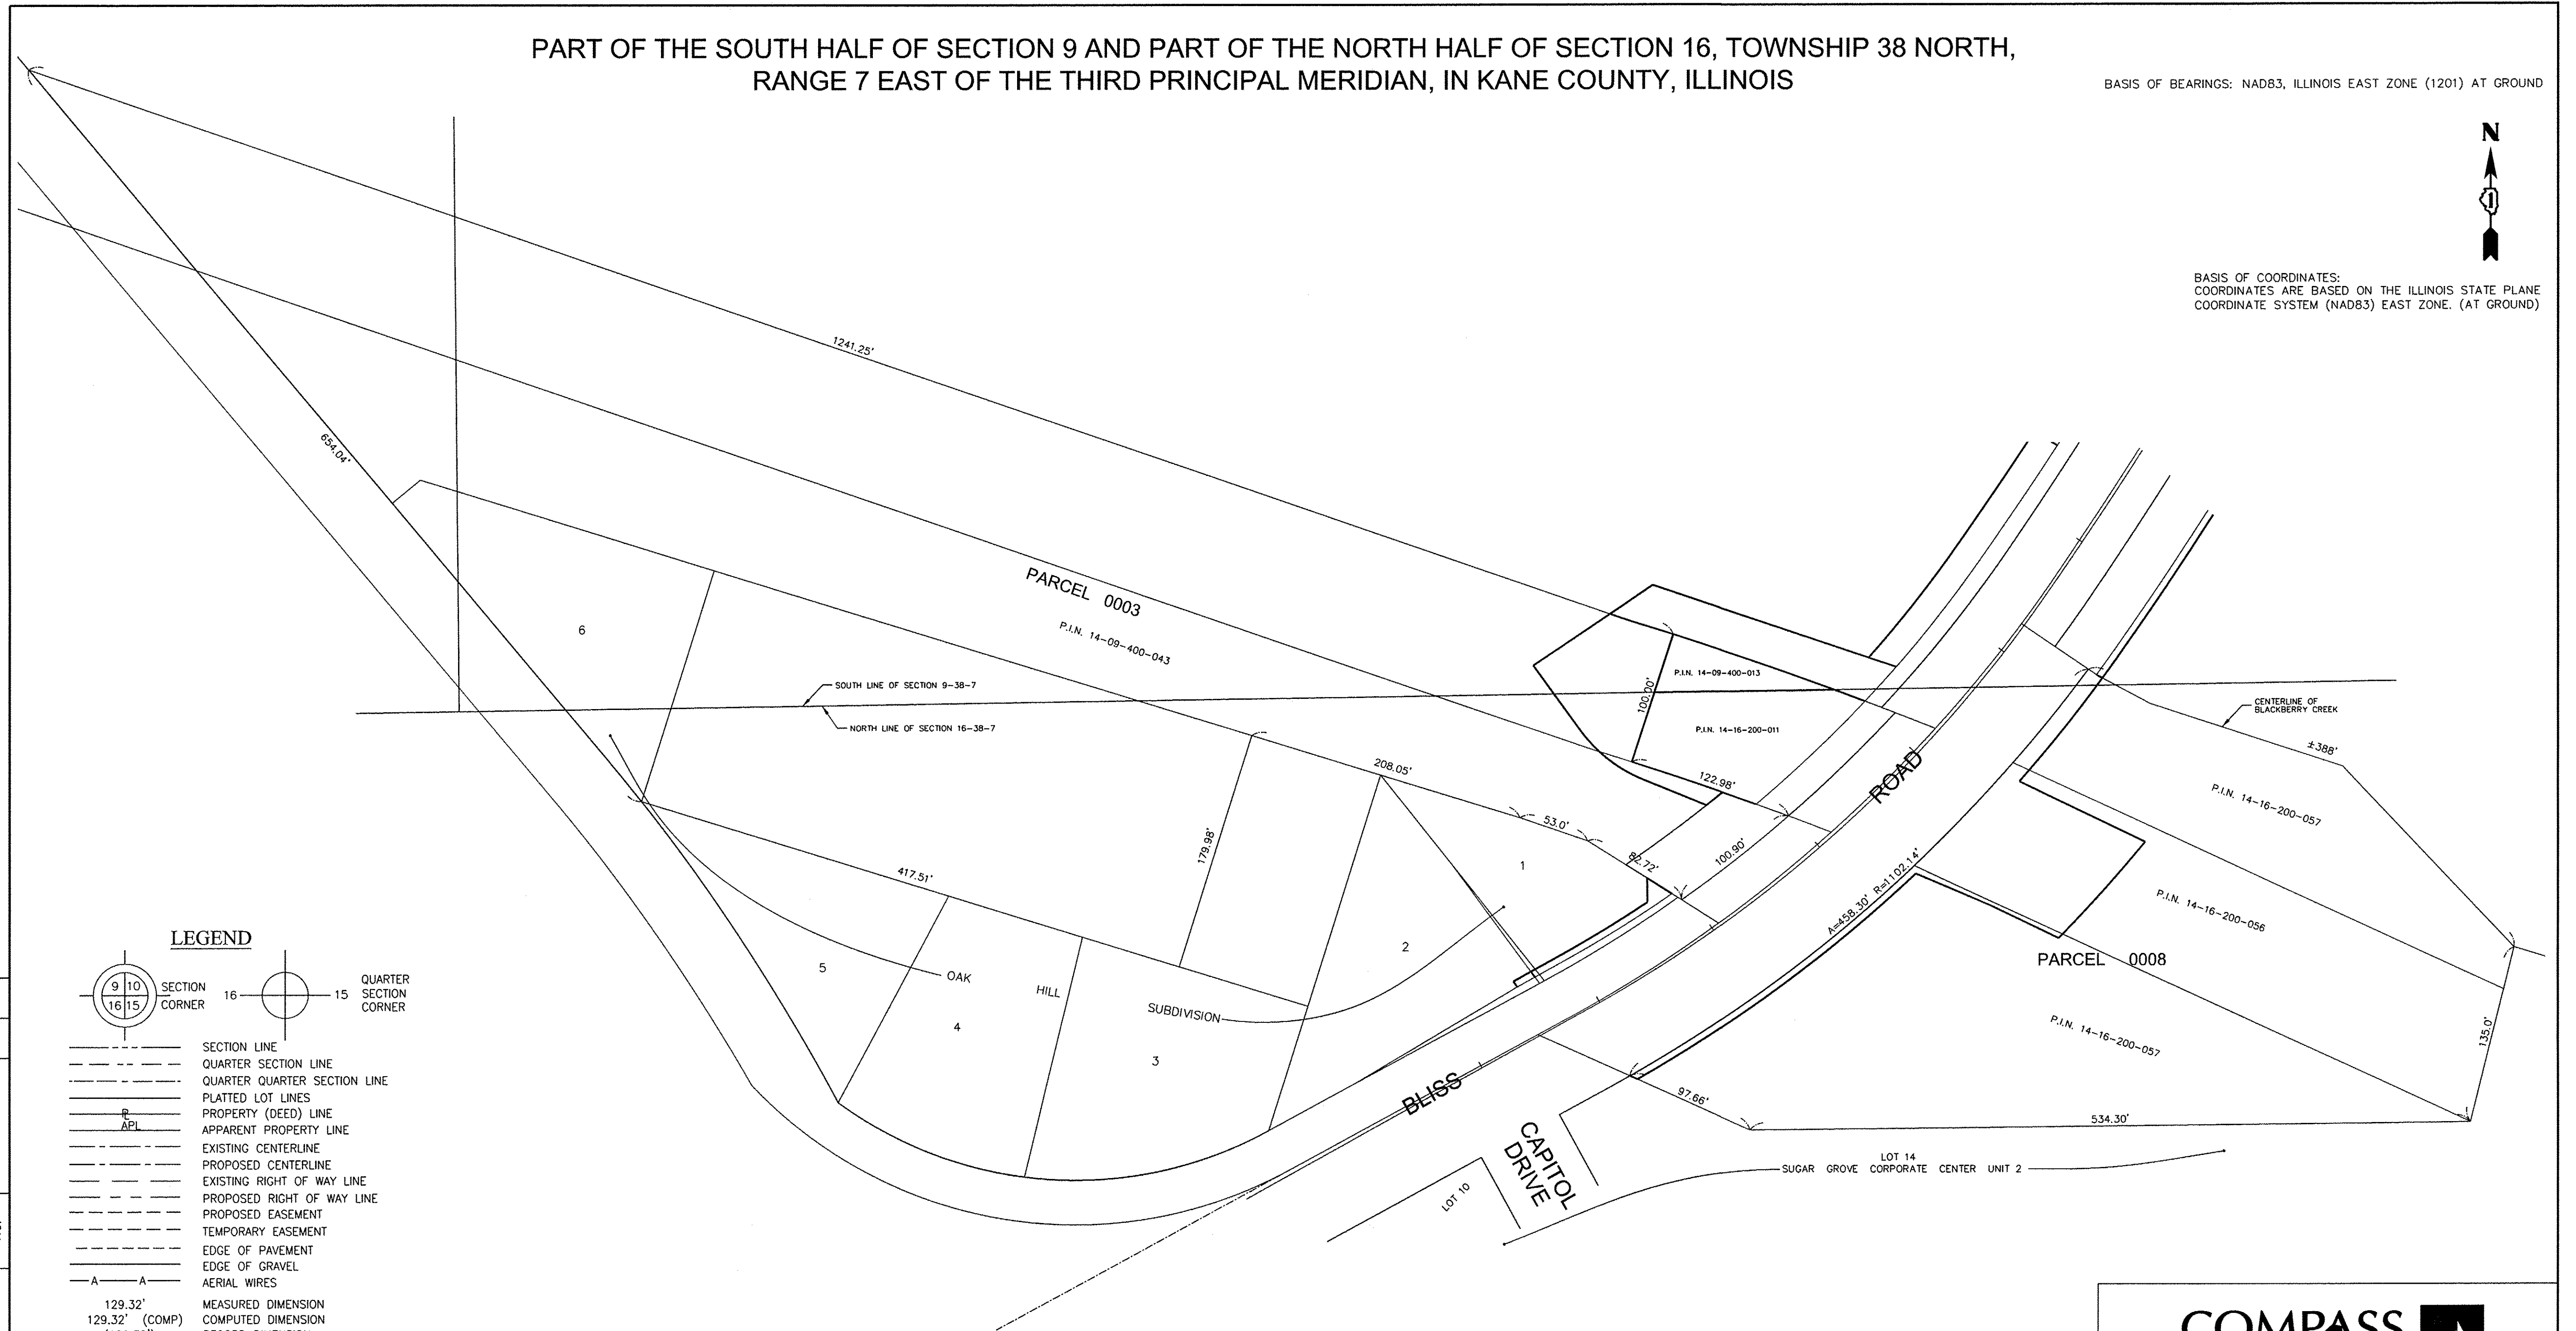 PART OF THE SOUTH HALF OF SECTION 9 AND PART OF THE NORTH HALF OF SECTION 16, TOWNSHIP 38 NORTH,
RANGE 7 EAST OF THE THIRD PRINCIPAL MERIDIAN, IN KANE COUNTY, ILLINOIS
BASIS OF BEARINGS: NAD83, ILLINOIS EAST ZONE (1201) AT GROUND
N
1
BASIS OF COORDINATES:
COORDINATES ARE BASED ON THE ILLINOIS STATE PLANE
COORDINATE SYSTEM (NAD83) EAST ZONE. (AT GROUND)
1241.25'
654.04'
PARCEL 0003
P.I.N. 14-09-400-043
6
SOUTH LINE OF SECTION 9-38-7
NORTH LINE OF SECTION 16-38-7
P.I.N. 14-09-400-013
100.00'
P.I.N. 14-16-200-011
122.98'
208.05'
53.0'
82.72'
100.90'
179.98'
417.51'
1
2
3
4
5
OAK
HILL
SUBDIVISION
BLISS
ROAD
CENTERLINE OF
BLACKBERRY CREEK
±388'
P.I.N. 14-16-200-057
P.I.N. 14-16-200-056
PARCEL 0008
P.I.N. 14-16-200-057
A=458.30' R=1102.14'
135.0'
97.66'
534.30'
CAPITOL
DRIVE
LOT 10
LOT 14
SUGAR GROVE CORPORATE CENTER UNIT 2
LEGEND
9 10
16 15
SECTION
CORNER
16
15
QUARTER
SECTION
CORNER
SECTION LINE
QUARTER SECTION LINE
QUARTER QUARTER SECTION LINE
PLATTED LOT LINES
PROPERTY (DEED) LINE
APL
APPARENT PROPERTY LINE
EXISTING CENTERLINE
PROPOSED CENTERLINE
EXISTING RIGHT OF WAY LINE
PROPOSED RIGHT OF WAY LINE
PROPOSED EASEMENT
TEMPORARY EASEMENT
EDGE OF PAVEMENT
EDGE OF GRAVEL
A A
AERIAL WIRES
129.32' MEASURED DIMENSION
129.32' (COMP) COMPUTED DIMENSION
COMPASS